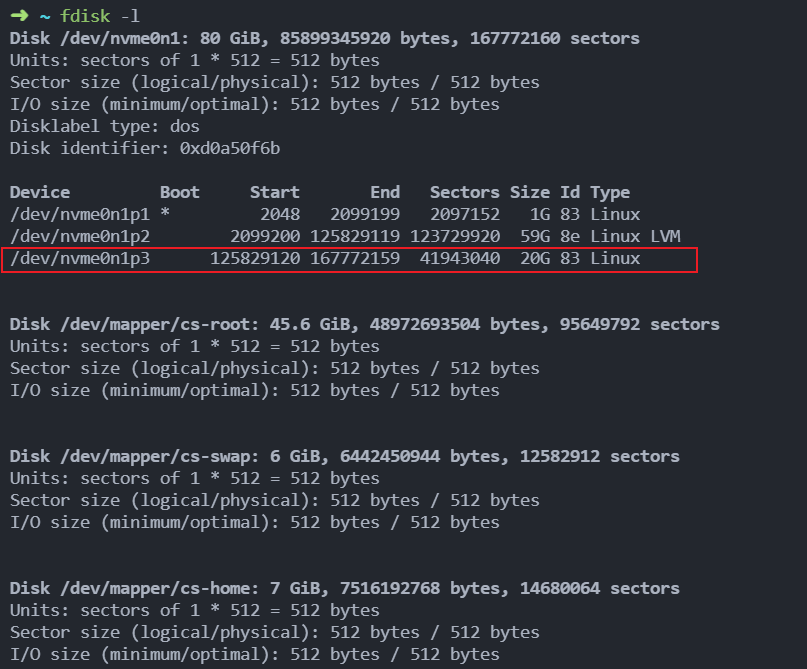 ➜ ~ fdisk -l
Disk /dev/nvme0n1: 80 GiB, 85899345920 bytes, 167772160 sectors
Units: sectors of 1 * 512 = 512 bytes
Sector size (logical/physical): 512 bytes / 512 bytes
I/O size (minimum/optimal): 512 bytes / 512 bytes
Disklabel type: dos
Disk identifier: 0xd0a50f6b
Device         Boot     Start       End   Sectors Size Id Type
/dev/nvme0n1p1 *         2048   2099199   2097152   1G 83 Linux
/dev/nvme0n1p2        2099200 125829119 123729920  59G 8e Linux LVM
/dev/nvme0n1p3      125829120 167772159  41943040  20G 83 Linux
Disk /dev/mapper/cs-root: 45.6 GiB, 48972693504 bytes, 95649792 sectors
Units: sectors of 1 * 512 = 512 bytes
Sector size (logical/physical): 512 bytes / 512 bytes
I/O size (minimum/optimal): 512 bytes / 512 bytes
Disk /dev/mapper/cs-swap: 6 GiB, 6442450944 bytes, 12582912 sectors
Units: sectors of 1 * 512 = 512 bytes
Sector size (logical/physical): 512 bytes / 512 bytes
I/O size (minimum/optimal): 512 bytes / 512 bytes
Disk /dev/mapper/cs-home: 7 GiB, 7516192768 bytes, 14680064 sectors
Units: sectors of 1 * 512 = 512 bytes
Sector size (logical/physical): 512 bytes / 512 bytes
I/O size (minimum/optimal): 512 bytes / 512 bytes